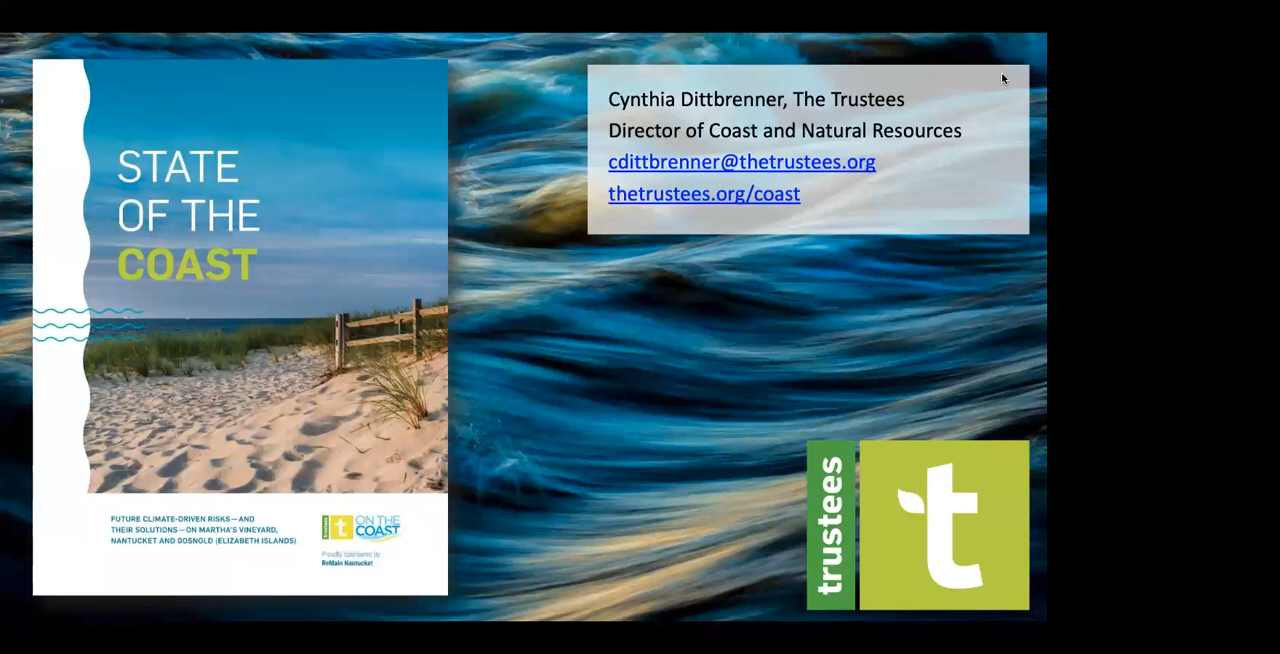 STATE
OF THE
COAST
FUTURE CLIMATE-DRIVEN RISKS—AND
THEIR SOLUTIONS—ON MARTHA'S VINEYARD,
NANTUCKET AND GOSNOLD (ELIZABETH ISLANDS)
trustees
t
ON THE
COAST
Proudly sponsored by
ReMain Nantucket
Cynthia Dittbrenner, The Trustees
Director of Coast and Natural Resources
cdittbrenner@thetrustees.org
thetrustees.org/coast
trustees
t